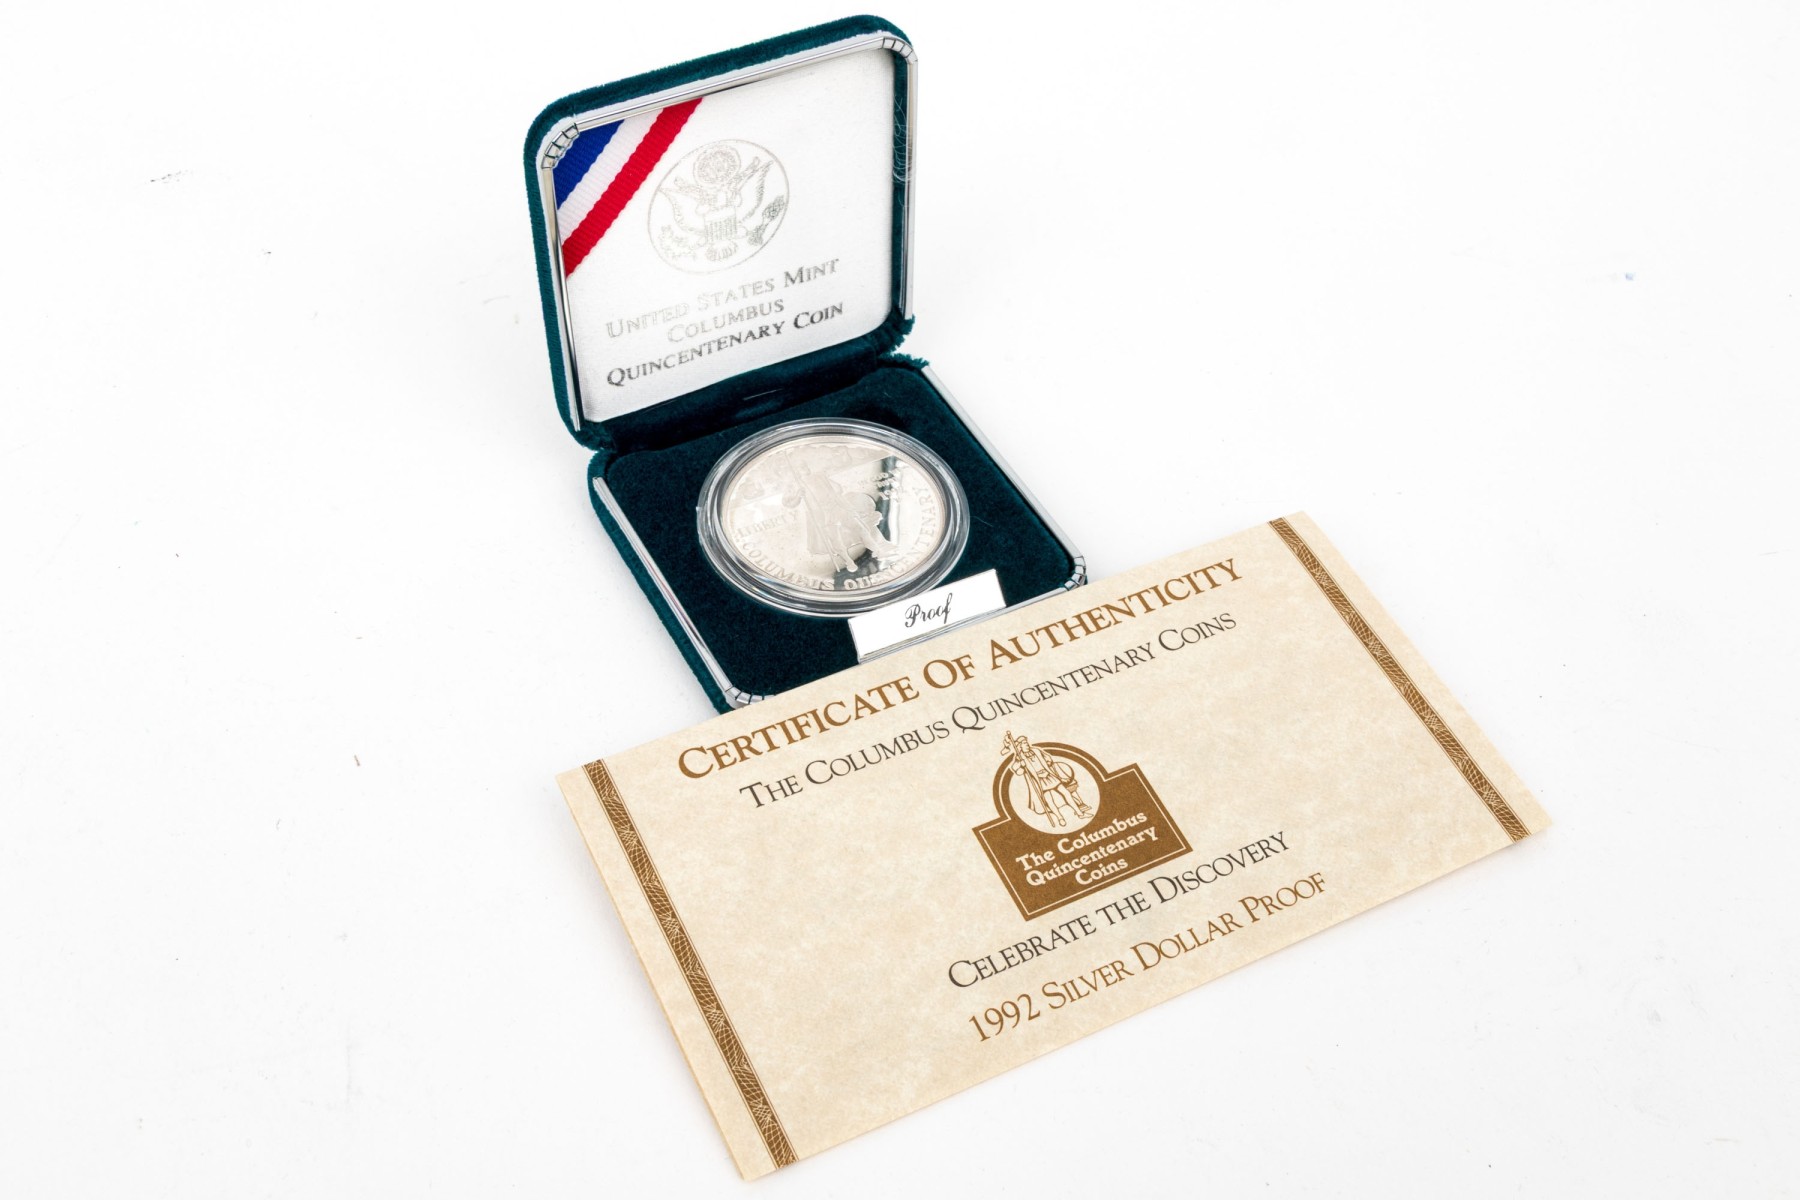 United States Mint
Columbus
Quincentenary Coin
LIBERTY
COLUMBUS QUINCENTENARY
Proof
Certificate Of Authenticity
The Columbus Quincentenary Coins
The Columbus
Quincentenary
Coins
Celebrate the Discovery
1992 Silver Dollar Proof